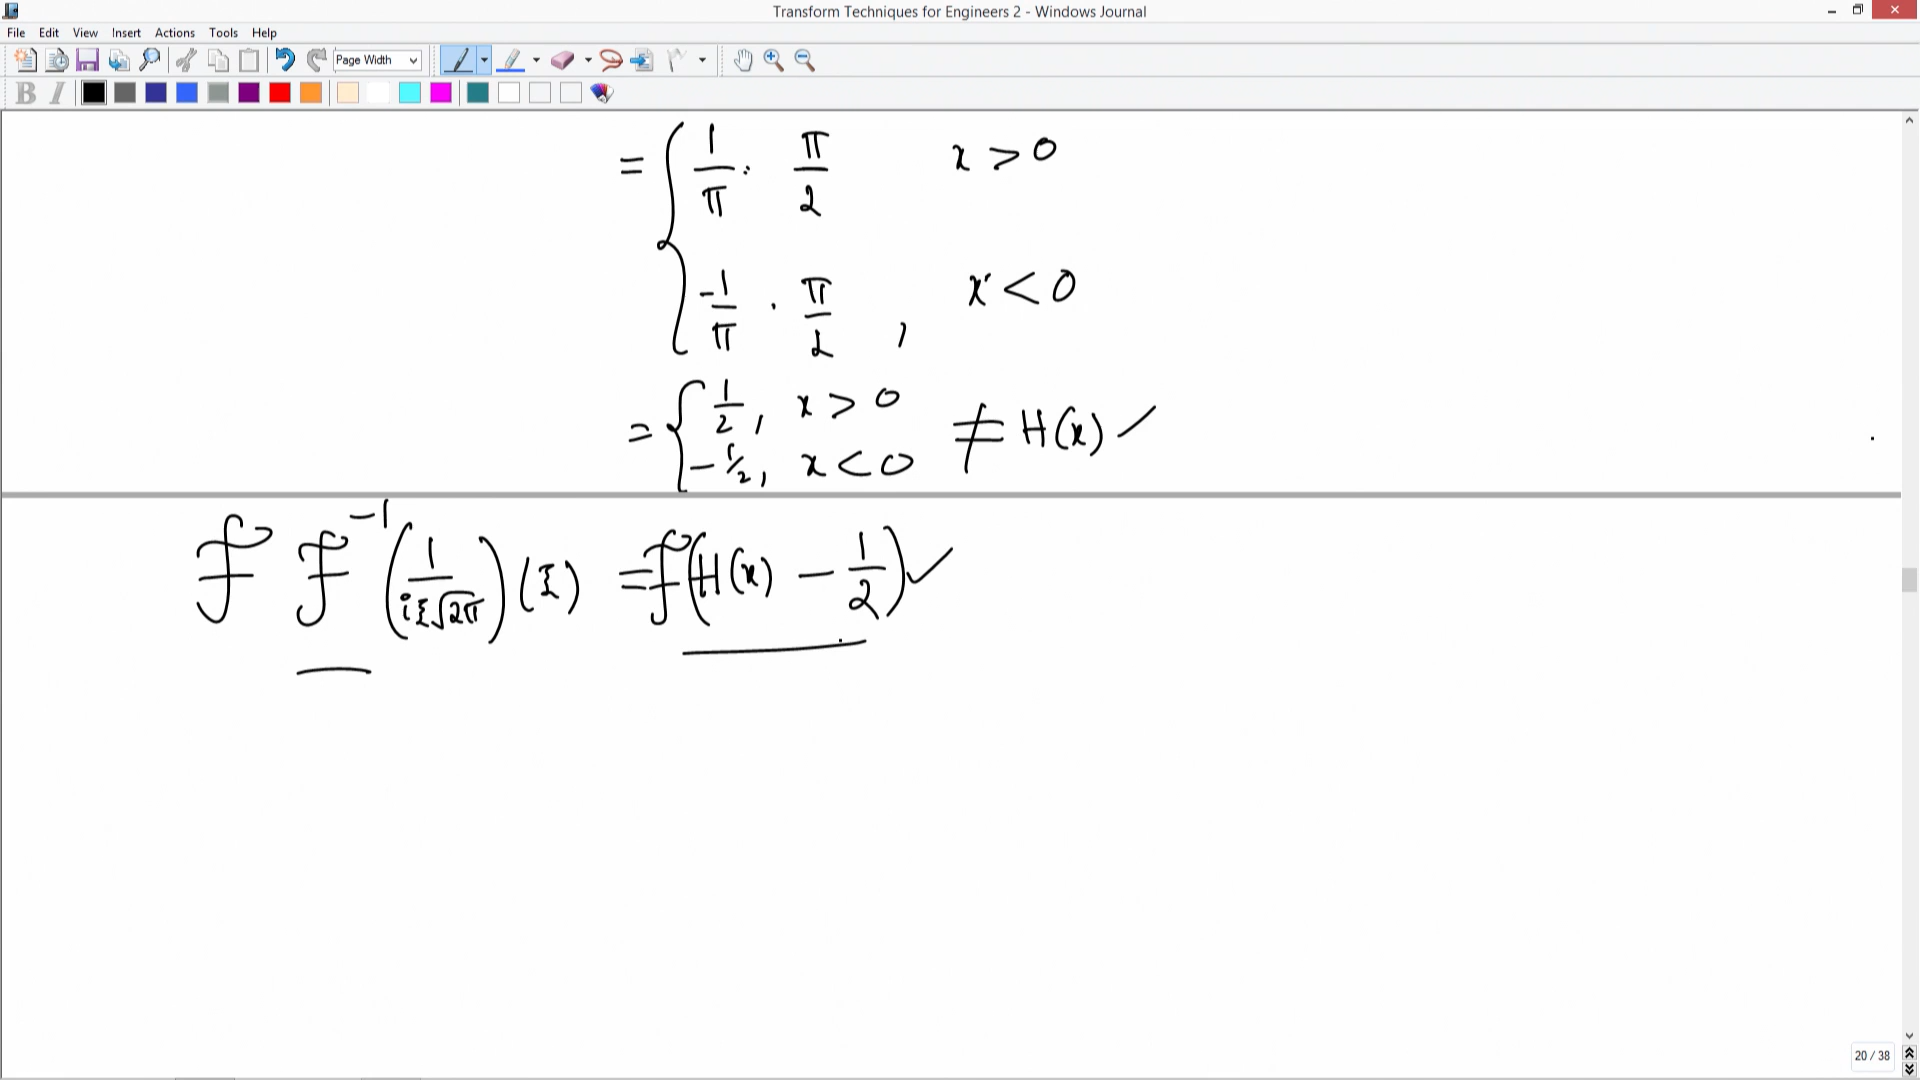 Transform Techniques for Engineers 2 - Windows Journal
File Edit View Insert Actions Tools Help
Page Width
B I
= { 1/π · π/2 x > 0
-1/π · π/2 , x < 0
= { 1/2 , x > 0 ≠ H(x) ✓
-1/2 , x < 0
F F⁻¹ (1/(iξ√2π)) (ξ) = F(H(x) - 1/2) ✓
20 / 38